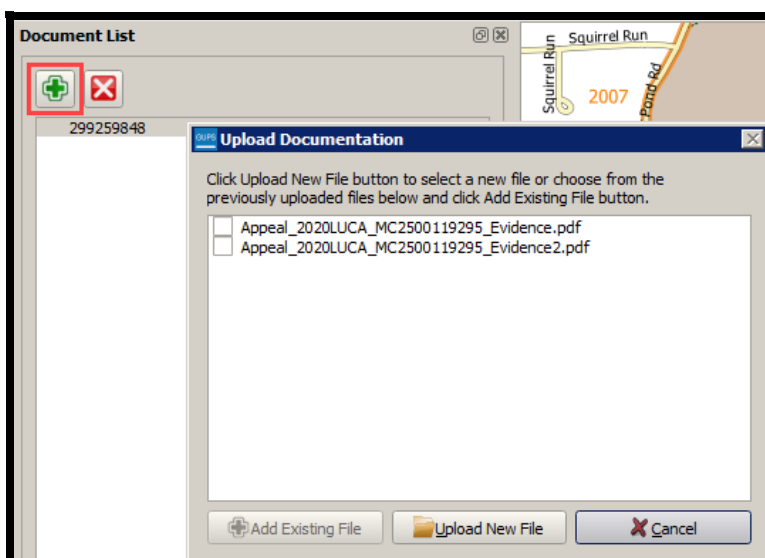 Document List
Squirrel Run
Squirrel Run
2007
Pond Rd
299259848
GUPS Upload Documentation
Click Upload New File button to select a new file or choose from the
previously uploaded files below and click Add Existing File button.
Appeal_2020LUCA_MC2500119295_Evidence.pdf
Appeal_2020LUCA_MC2500119295_Evidence2.pdf
Add Existing File
Upload New File
Cancel